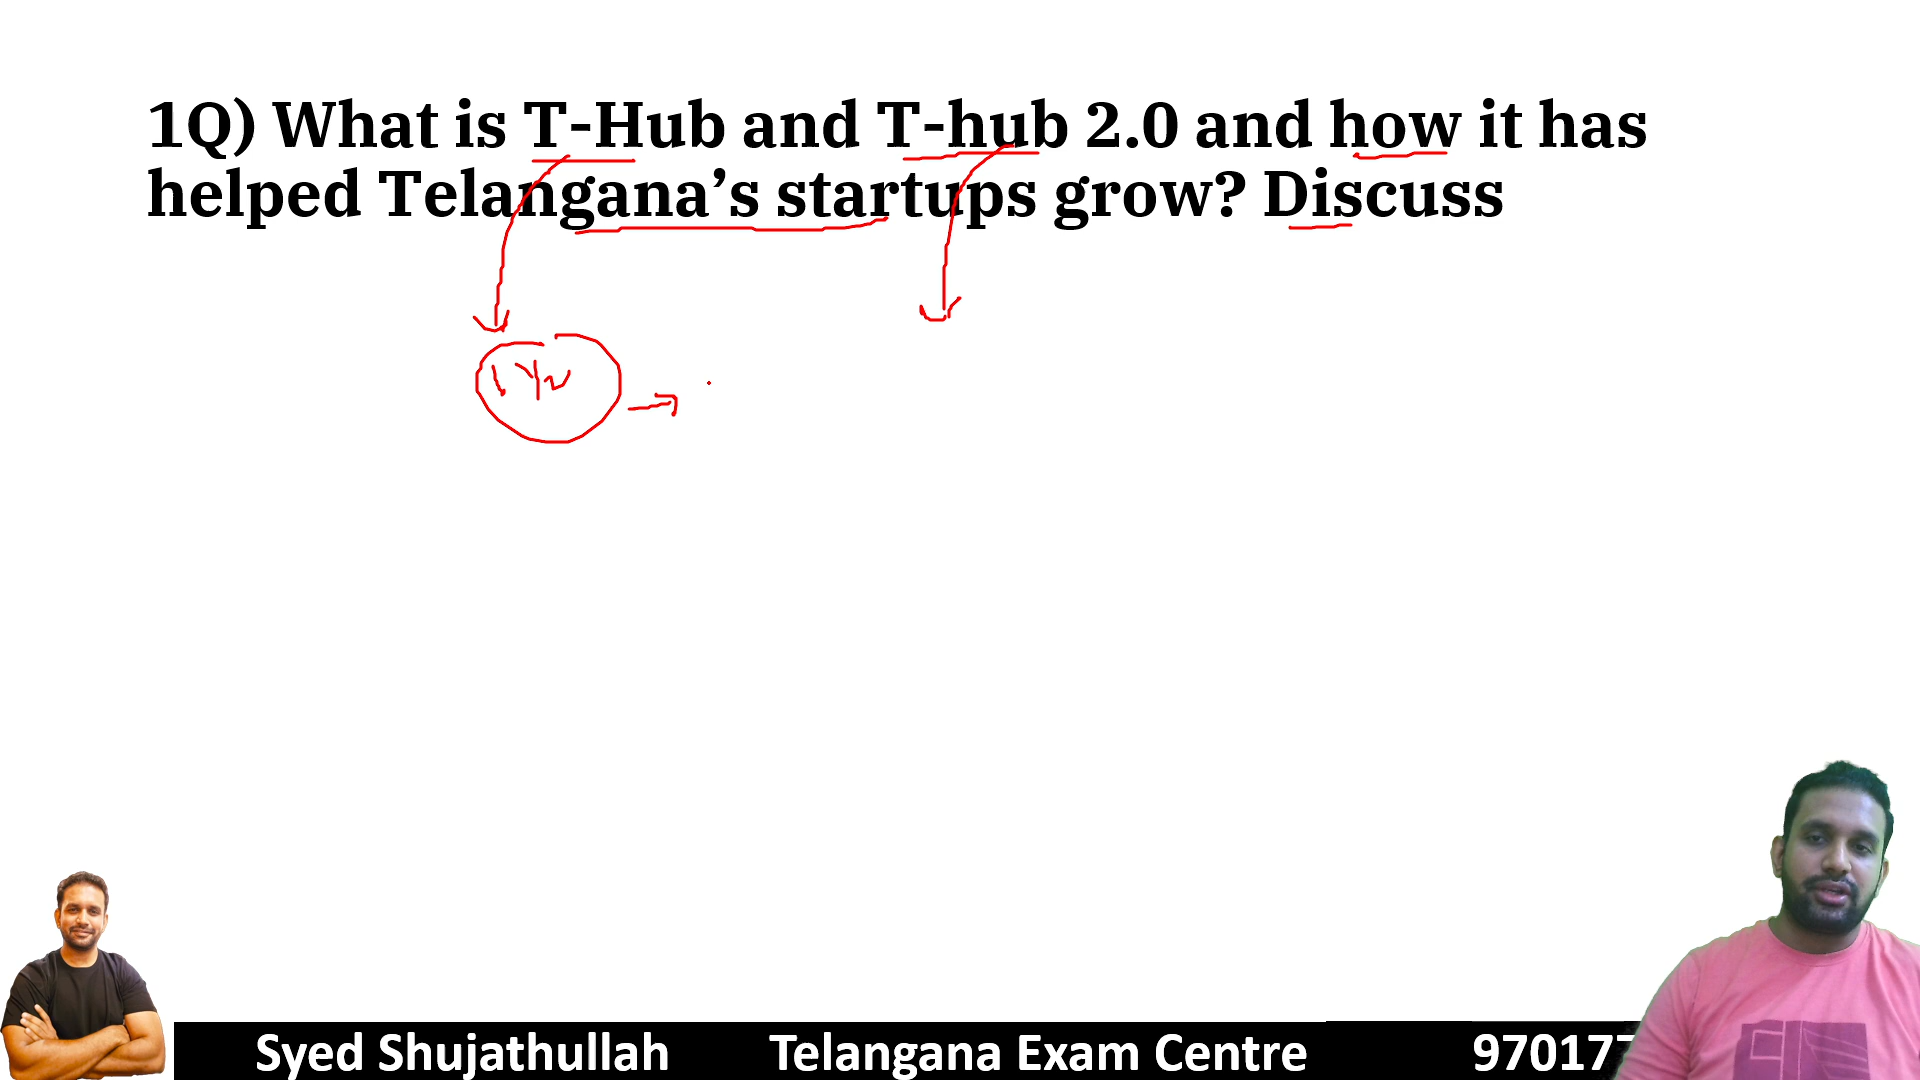 1Q) What is T-Hub and T-hub 2.0 and how it has
helped Telangana’s startups grow? Discuss
Syed Shujathullah Telangana Exam Centre 97017